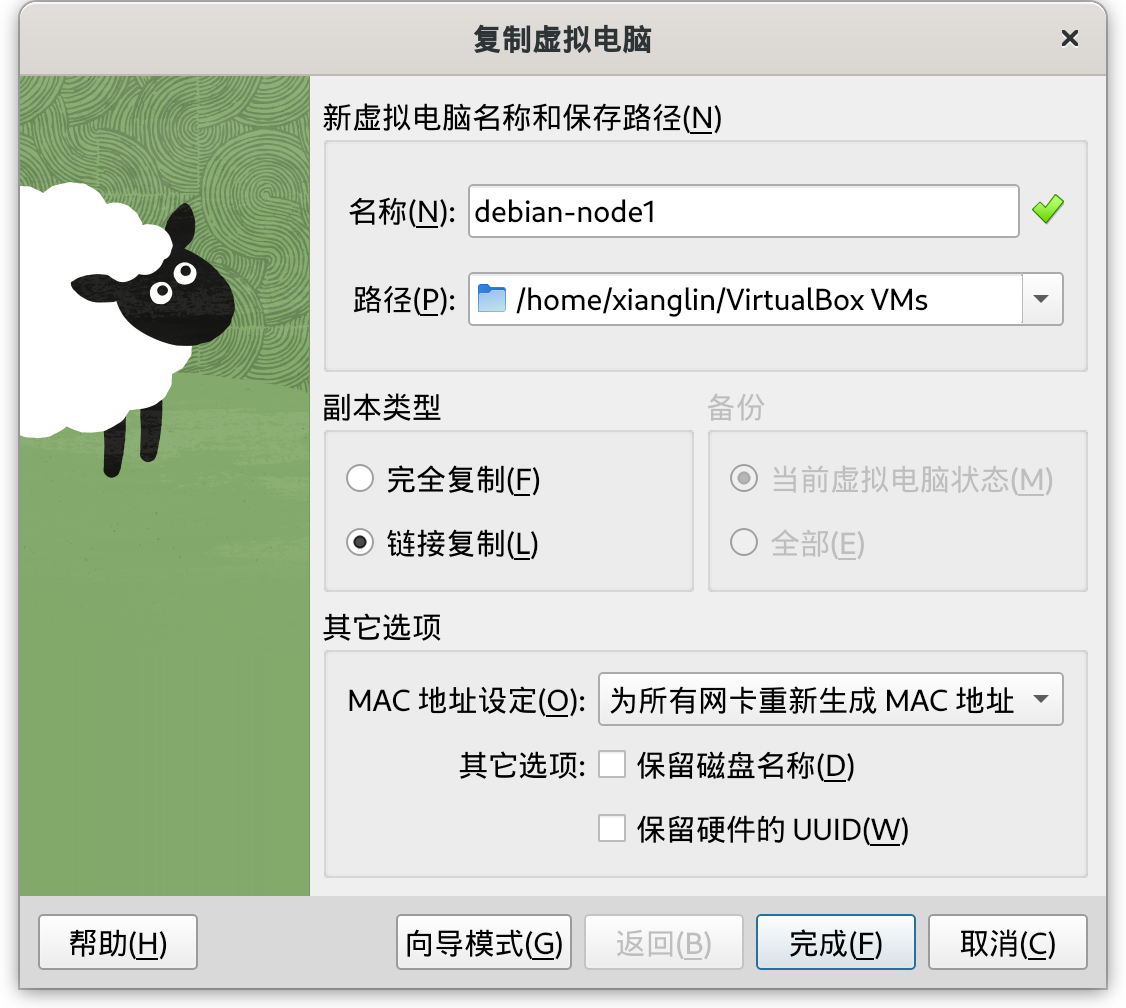 复制虚拟电脑
新虚拟电脑名称和保存路径(N)
名称(N): debian-node1
路径(P): /home/xianglin/VirtualBox VMs
副本类型
备份
完全复制(F)
当前虚拟电脑状态(M)
链接复制(L)
全部(E)
其它选项
MAC 地址设定(O): 为所有网卡重新生成 MAC 地址
其它选项: 保留磁盘名称(D)
保留硬件的 UUID(W)
帮助(H) 向导模式(G) 返回(B) 完成(F) 取消(C)